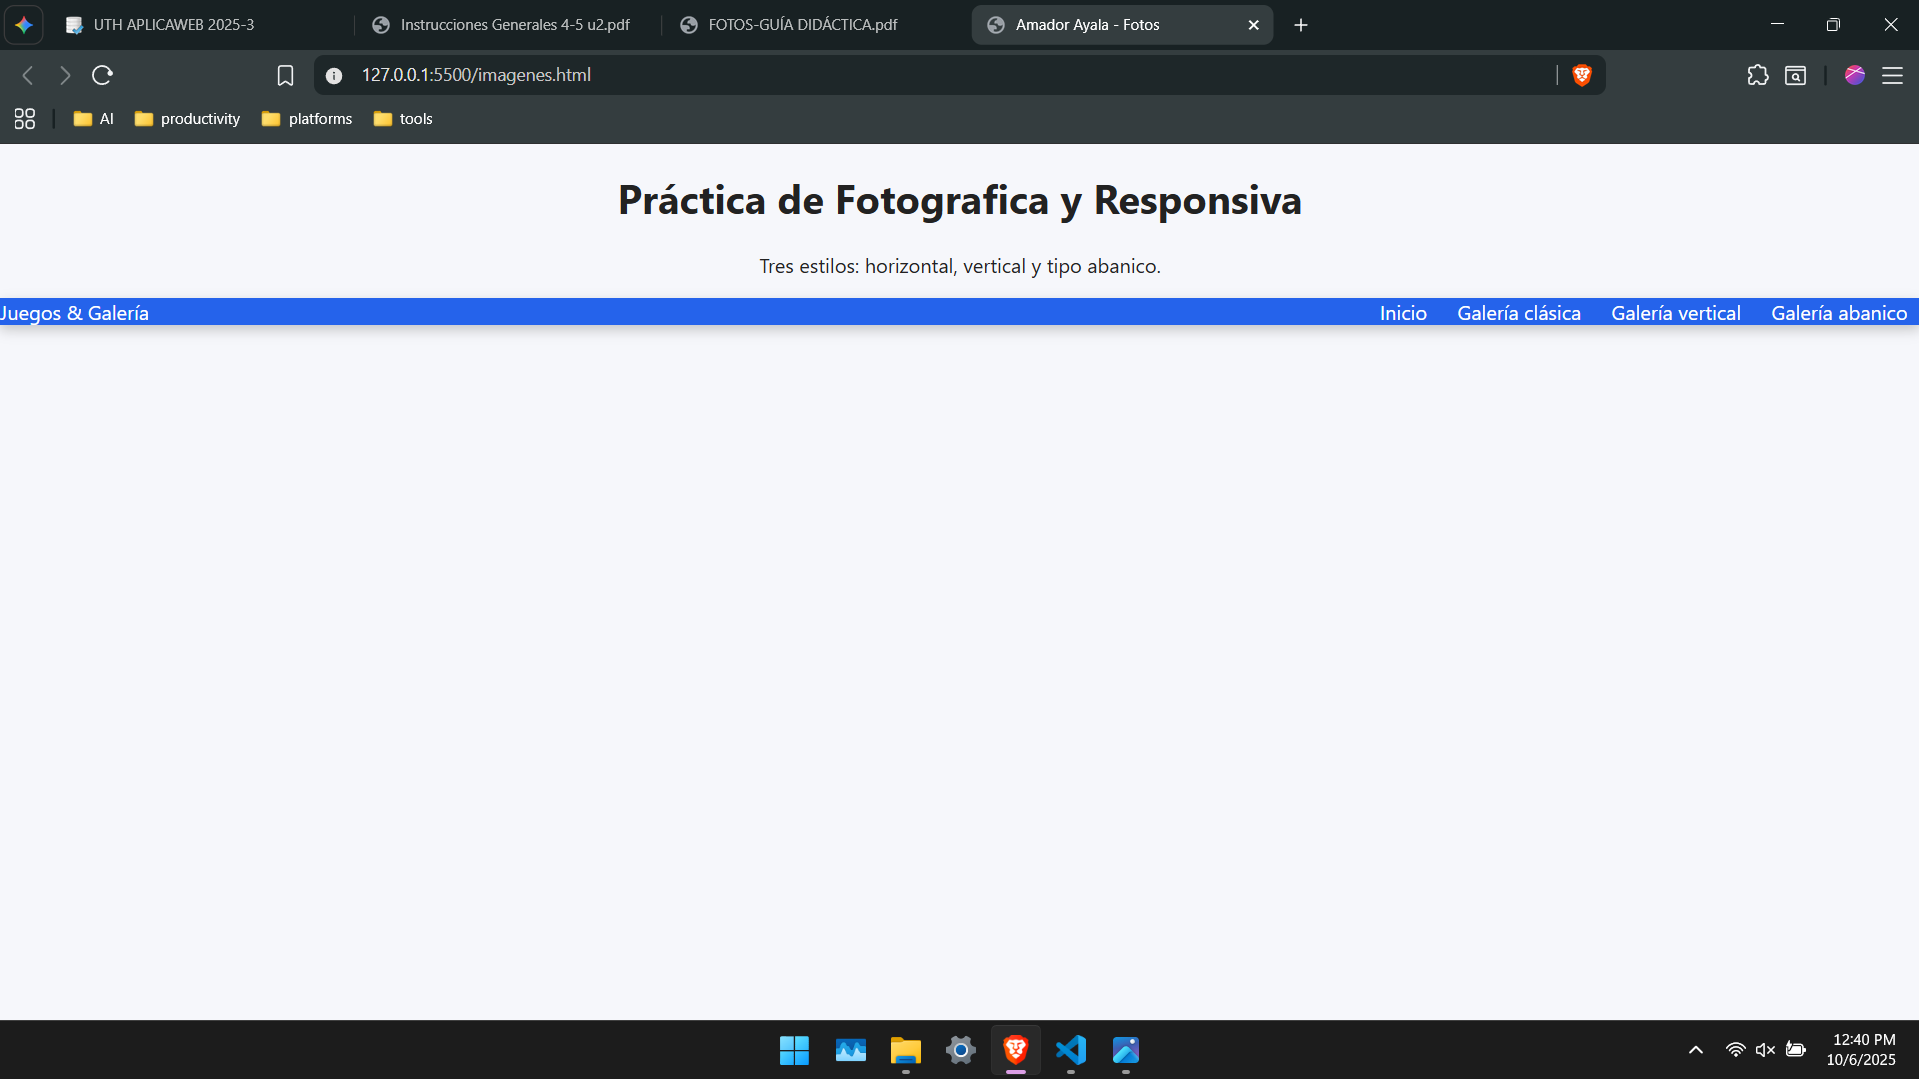 UTH APLICAWEB 2025-3
Instrucciones Generales 4-5 u2.pdf
FOTOS-GUÍA DIDÁCTICA.pdf
Amador Ayala - Fotos
127.0.0.1:5500/imagenes.html
AI
productivity
platforms
tools
Práctica de Fotografica y Responsiva
Tres estilos: horizontal, vertical y tipo abanico.
Juegos & Galería
Inicio
Galería clásica
Galería vertical
Galería abanico
12:40 PM
10/6/2025